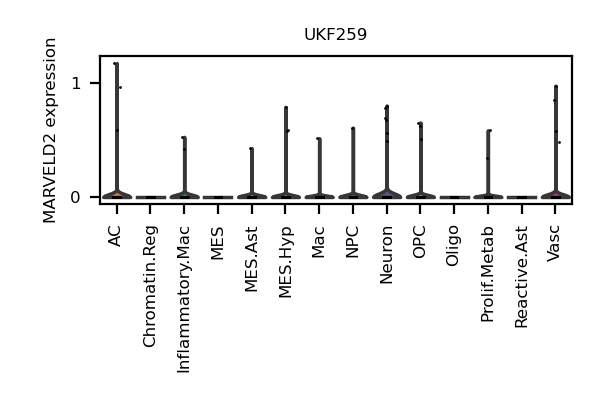 UKF259
MARVELD2 expression
1
0
AC
Chromatin.Reg
Inflammatory.Mac
MES
MES.Ast
MES.Hyp
Mac
NPC
Neuron
OPC
Oligo
Prolif.Metab
Reactive.Ast
Vasc